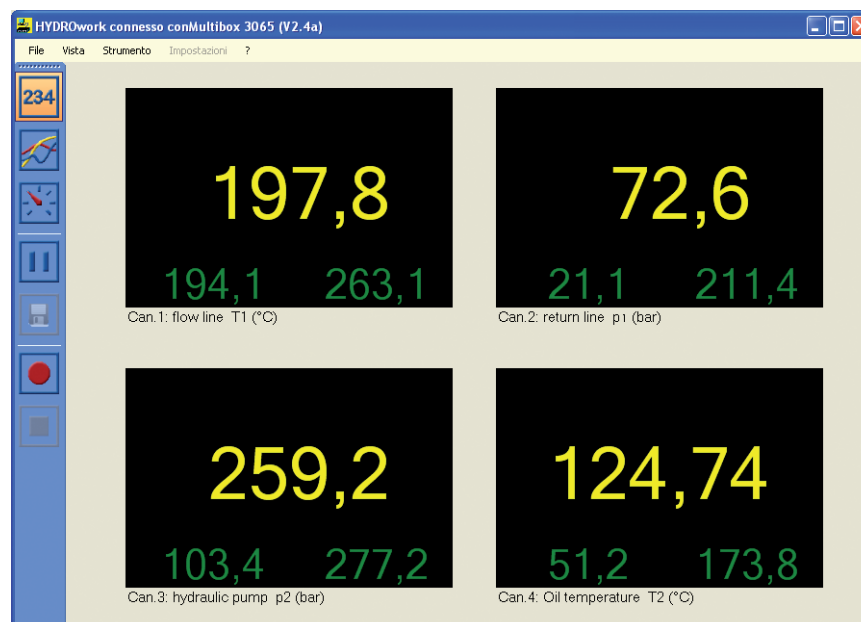 HYDROwork connesso conMultibox 3065 (V2.4a)
File Vista Strumento Impostazioni ?
234
197,8
194,1 263,1
Can.1: flow line T1 (°C)
72,6
21,1 211,4
Can.2: return line p1 (bar)
259,2
103,4 277,2
Can.3: hydraulic pump p2 (bar)
124,74
51,2 173,8
Can.4: Oil temperature T2 (°C)